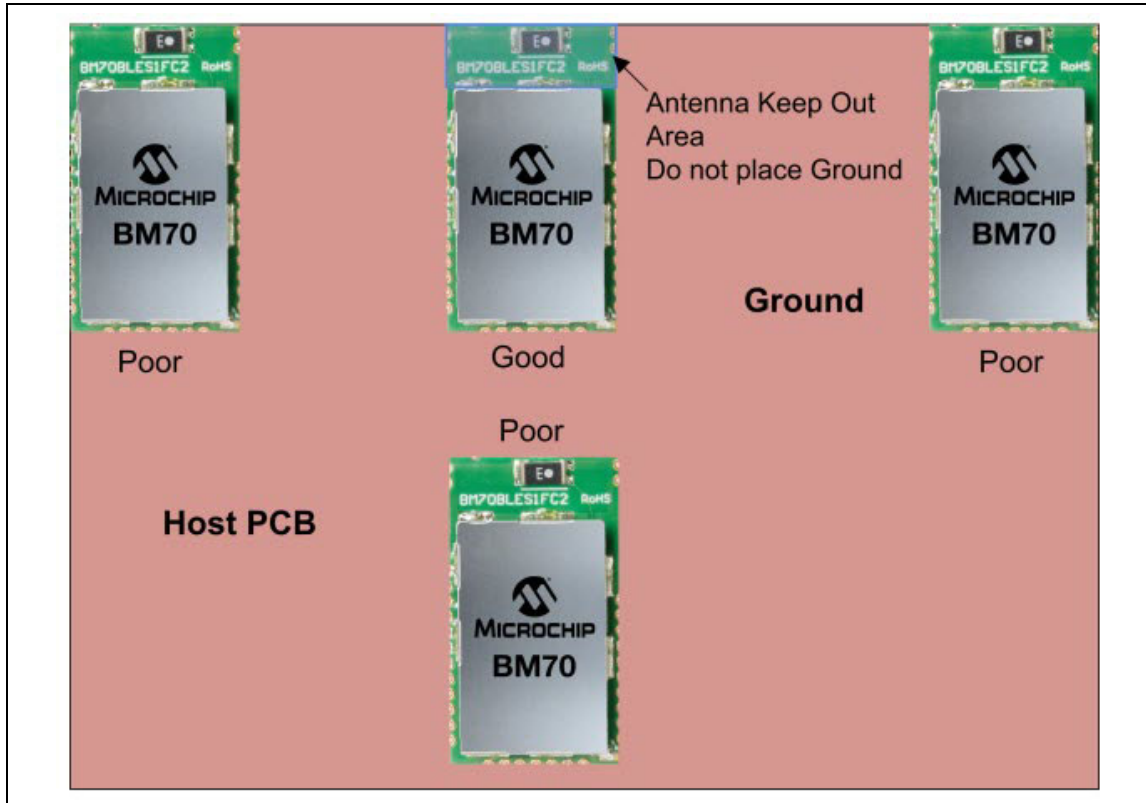 E
BM70BLES1FC2 RoHS
MICROCHIP
BM70
Poor
E
BM70BLES1FC2 RoHS
MICROCHIP
BM70
Good
Antenna Keep Out
Area
Do not place Ground
E
BM70BLES1FC2 RoHS
MICROCHIP
BM70
Poor
Ground
Host PCB
Poor
E
BM70BLES1FC2 RoHS
MICROCHIP
BM70